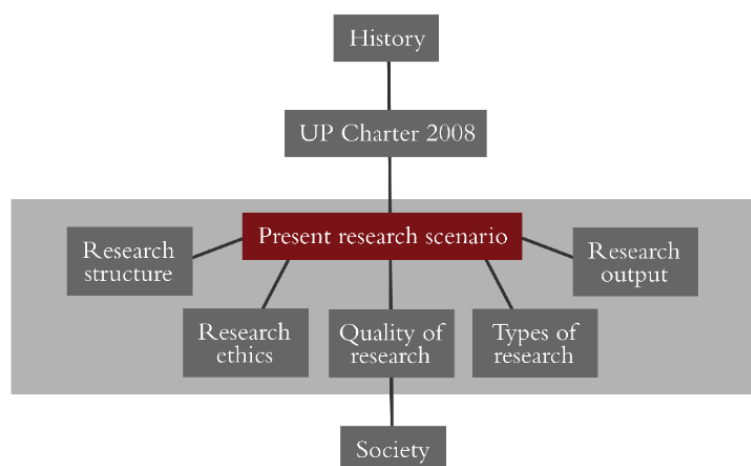 History
UP Charter 2008
Present research scenario
Research
structure
Research
output
Research
ethics
Quality of
research
Types of
research
Society